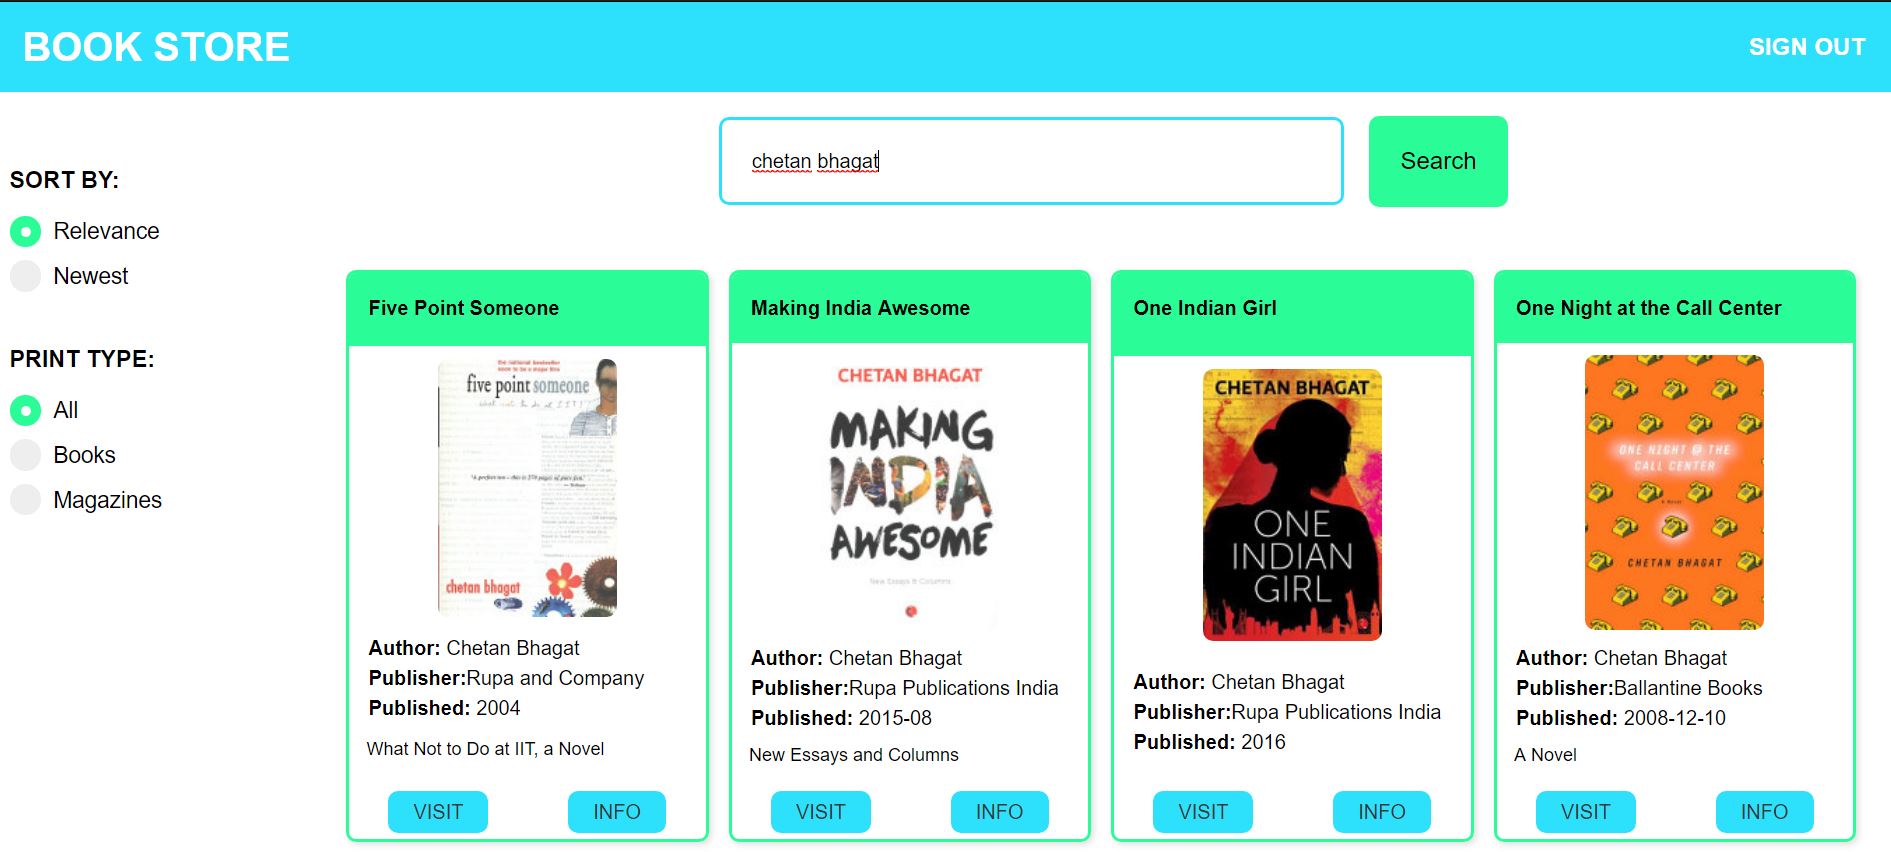 BOOK STORE
SIGN OUT
chetan bhagat
Search
SORT BY:
Relevance
Newest
PRINT TYPE:
All
Books
Magazines
Five Point Someone
five point someone
chetan bhagat
Author: Chetan Bhagat
Publisher:Rupa and Company
Published: 2004
What Not to Do at IIT, a Novel
VISIT
INFO
Making India Awesome
CHETAN BHAGAT
MAKING
INDIA
AWESOME
New Essays & Columns
Author: Chetan Bhagat
Publisher:Rupa Publications India
Published: 2015-08
New Essays and Columns
VISIT
INFO
One Indian Girl
CHETAN BHAGAT
ONE
INDIAN
GIRL
Author: Chetan Bhagat
Publisher:Rupa Publications India
Published: 2016
VISIT
INFO
One Night at the Call Center
ONE NIGHT @ THE
CALL CENTER
CHETAN BHAGAT
Author: Chetan Bhagat
Publisher:Ballantine Books
Published: 2008-12-10
A Novel
VISIT
INFO